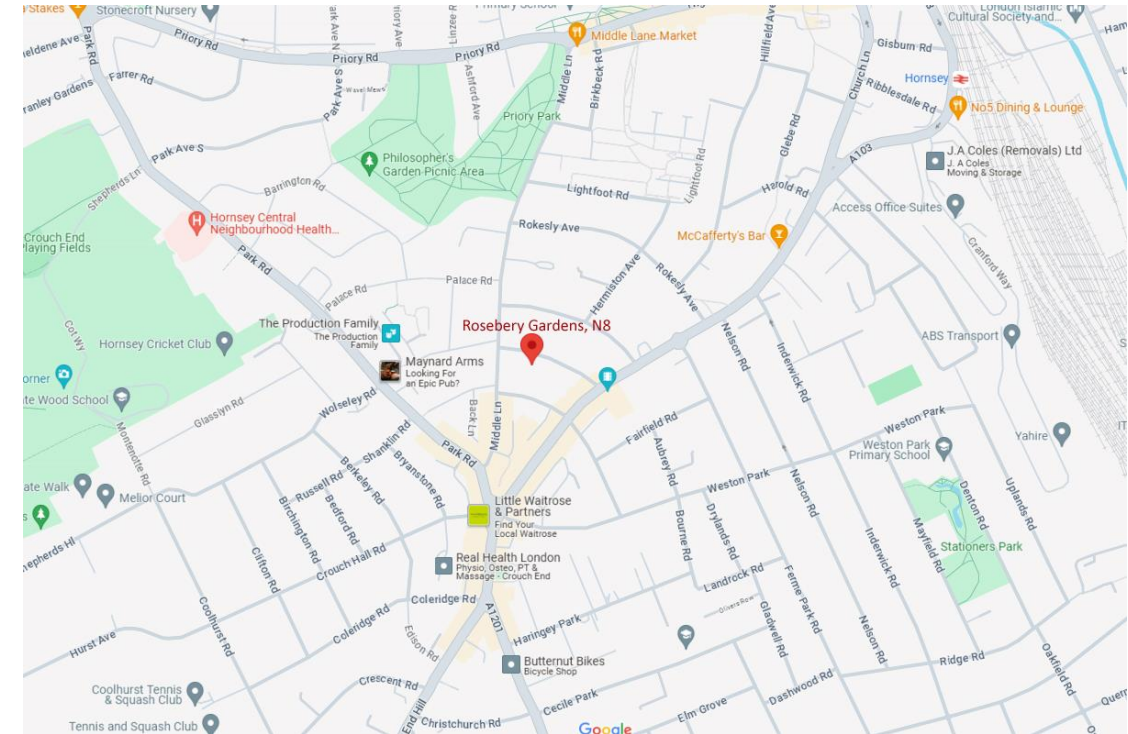 Stakes
Stonecroft Nursery
Primary School
London Islamic
Cultural Society and...
Middle Lane Market
Priory Rd
Priory Rd
Priory Rd
Priory Ave
Park Ave N
Linzee R
Hillfield Ave
Church Ln
Gisburn Rd
Ham
Park Rd
Farrer Rd
ranley Gardens
Wavel Mews
Park Ave S
Ashford Ave
Middle Ln
Birkbeck Rd
Hornsey
Ribblesdale Rd
No5 Dining & Lounge
Priory Park
Glebe Rd
A103
J.A Coles (Removals) Ltd
J. A Coles
Moving & Storage
Park Ave S
Philosopher's
Garden Picnic Area
Shepherds Ln
Barrington Rd
Lightfoot Rd
Lightfoot Rd
Harold Rd
Access Office Suites
Hornsey Central
Neighbourhood Health...
Rokesly Ave
McCafferty's Bar
Crouch End
laying Fields
Park Rd
Cranford Way
Palace Rd
Palace Rd
Hermiston Ave
Rokesly Ave
The Production Family
The Production
Family
Rosebery Gardens, N8
Cot Wy
Hornsey Cricket Club
Nelson Rd
Inderwick Rd
ABS Transport
Maynard Arms
Looking For
an Epic Pub?
orner
te Wood School
Glasslyn Rd
Wolseley Rd
Back Ln
Middle Ln
Montenotte Rd
Shanklin Rd
Park Rd
Fairfield Rd
Weston Park
Weston Park
Primary School
Yahire
IT
Aubrey Rd
Russell Rd
Berkeley Rd
Bryanstone Rd
Weston Park
ate Walk
Melior Court
Birchington Rd
Bedford Rd
Little Waitrose
& Partners
Find Your
Local Waitrose
Nelson Rd
Denton Rd
Uplands Rd
Bourne Rd
Drylands Rd
Inderwick Rd
Mayfield Rd
Stationers Park
s
hepherds Hl
Clifton Rd
Crouch Hall Rd
Real Health London
Physio, Osteo, PT &
Massage - Crouch End
Landrock Rd
Ferme Park Rd
Coolhurst Rd
Coleridge Rd
Coleridge Rd
A1201
Gladwell Rd
Nelson Rd
Haringey Park
Hurst Ave
Edison Rd
Ridge Rd
Oakfield Rd
Butternut Bikes
Bicycle Shop
Crescent Rd
Dashwood Rd
Coolhurst Tennis
& Squash Club
Cecile Park
Elm Grove
Quern
Tennis and Squash Club
End Hill
Christchurch Rd
Google